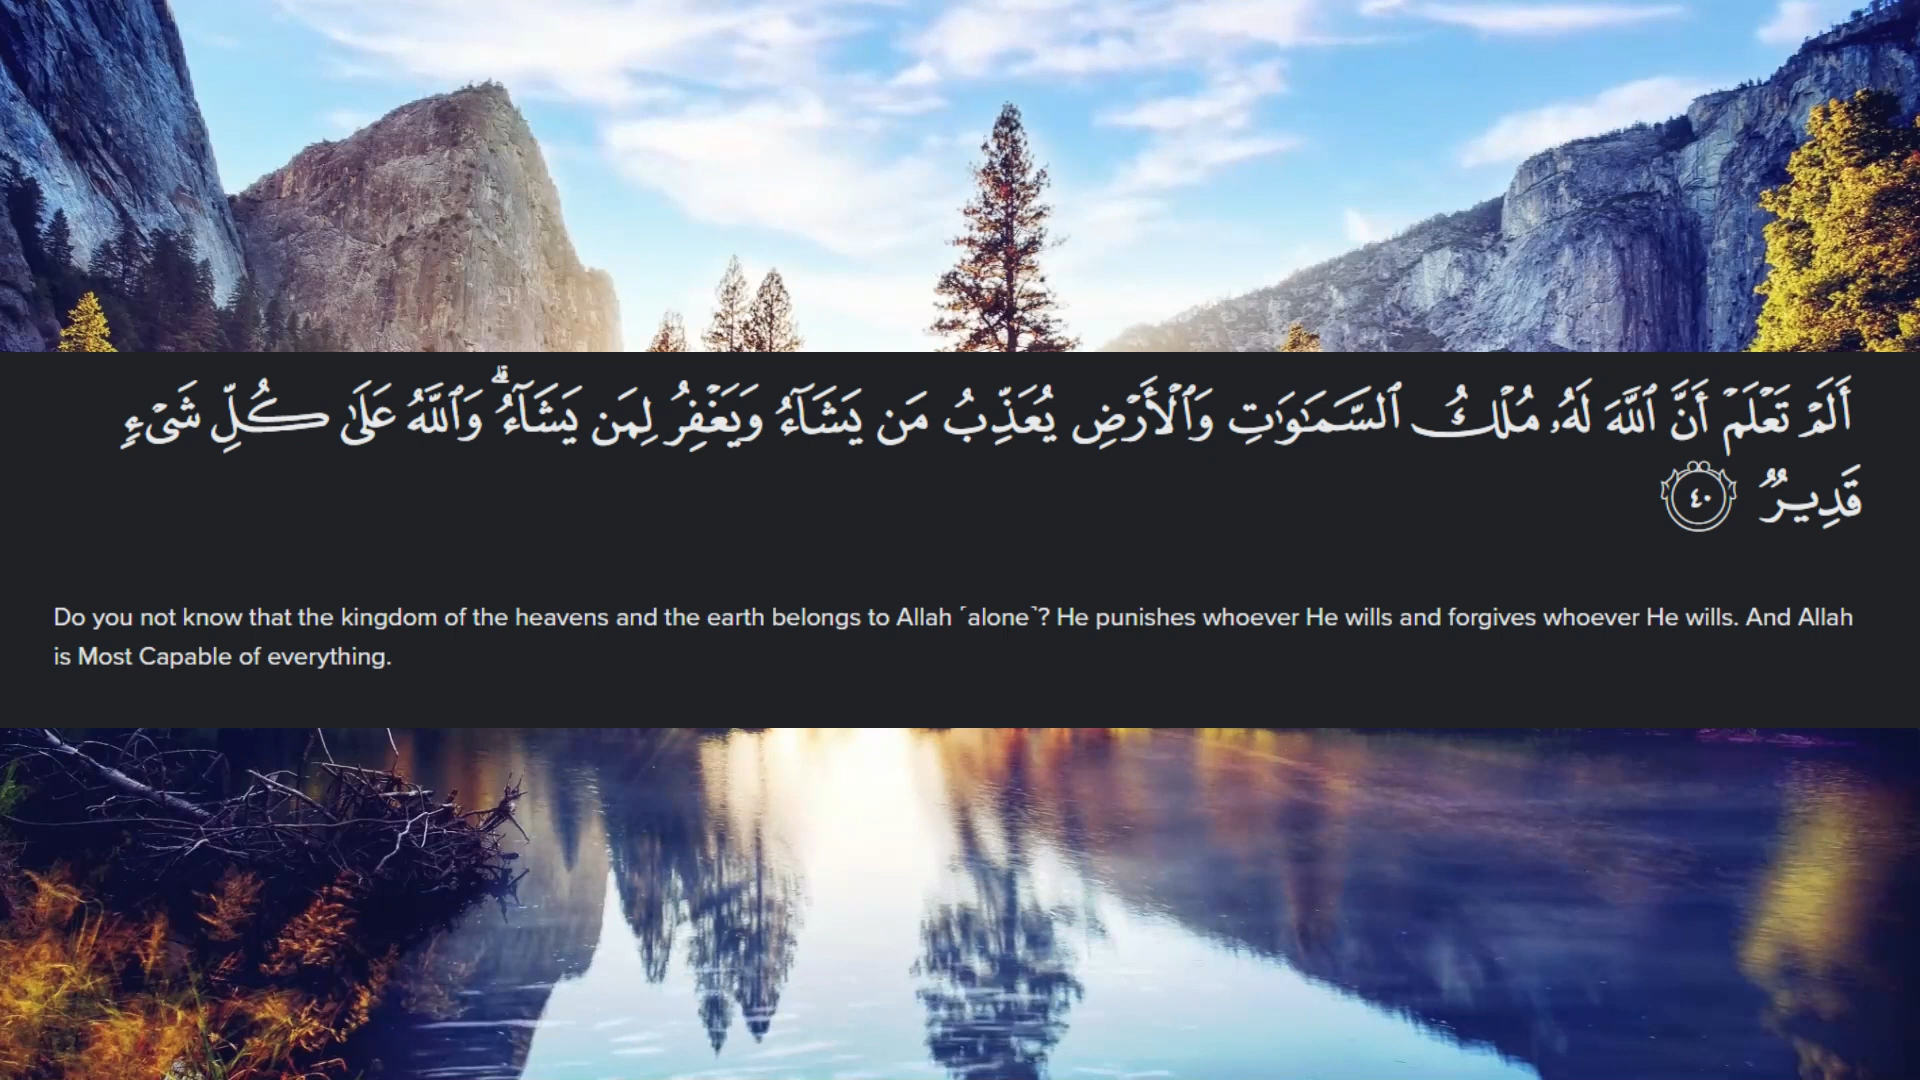 أَلَمْ تَعْلَمْ أَنَّ ٱللَّهَ لَهُۥ مُلْكُ ٱلسَّمَـٰوَٰتِ وَٱلْأَرْضِ يُعَذِّبُ مَن يَشَآءُ وَيَغْفِرُ لِمَن يَشَآءُ ۗ وَٱللَّهُ عَلَىٰ كُلِّ شَىْءٍ
قَدِيرٌ ٤٠
Do you not know that the kingdom of the heavens and the earth belongs to Allah ˹alone˺? He punishes whoever He wills and forgives whoever He wills. And Allah
is Most Capable of everything.